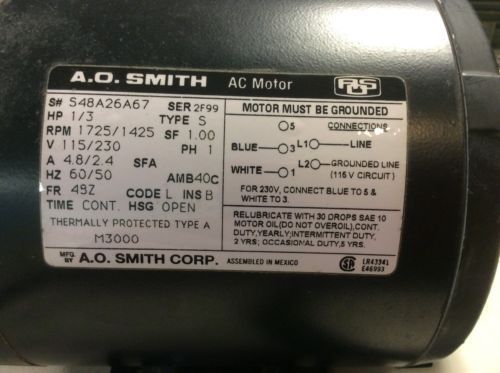 A.O. SMITH AC Motor
S# S48A26A67 SER 2F99
HP 1/3 TYPE S
RPM 1725/1425 SF 1.00
V 115/230 PH 1
A 4.8/2.4 SFA
HZ 60/50 AMB40C
FR 48Z CODE L INS B
TIME CONT. HSG OPEN
THERMALLY PROTECTED TYPE A
M3000
MOTOR MUST BE GROUNDED
5 CONNECTIONS
BLUE 3 L1 LINE
WHITE 1 L2 GROUNDED LINE
(115 V CIRCUIT)
FOR 230V, CONNECT BLUE TO 5 &
WHITE TO 3.
RELUBRICATE WITH 30 DROPS SAE 10
MOTOR OIL(DO NOT OVEROIL),CONT.
DUTY,YEARLY;INTERMITTENT DUTY,
2 YRS; OCCASIONAL DUTY,5 YRS.
MFG. BY A.O. SMITH CORP. ASSEMBLED IN MEXICO
LR43341
E46993